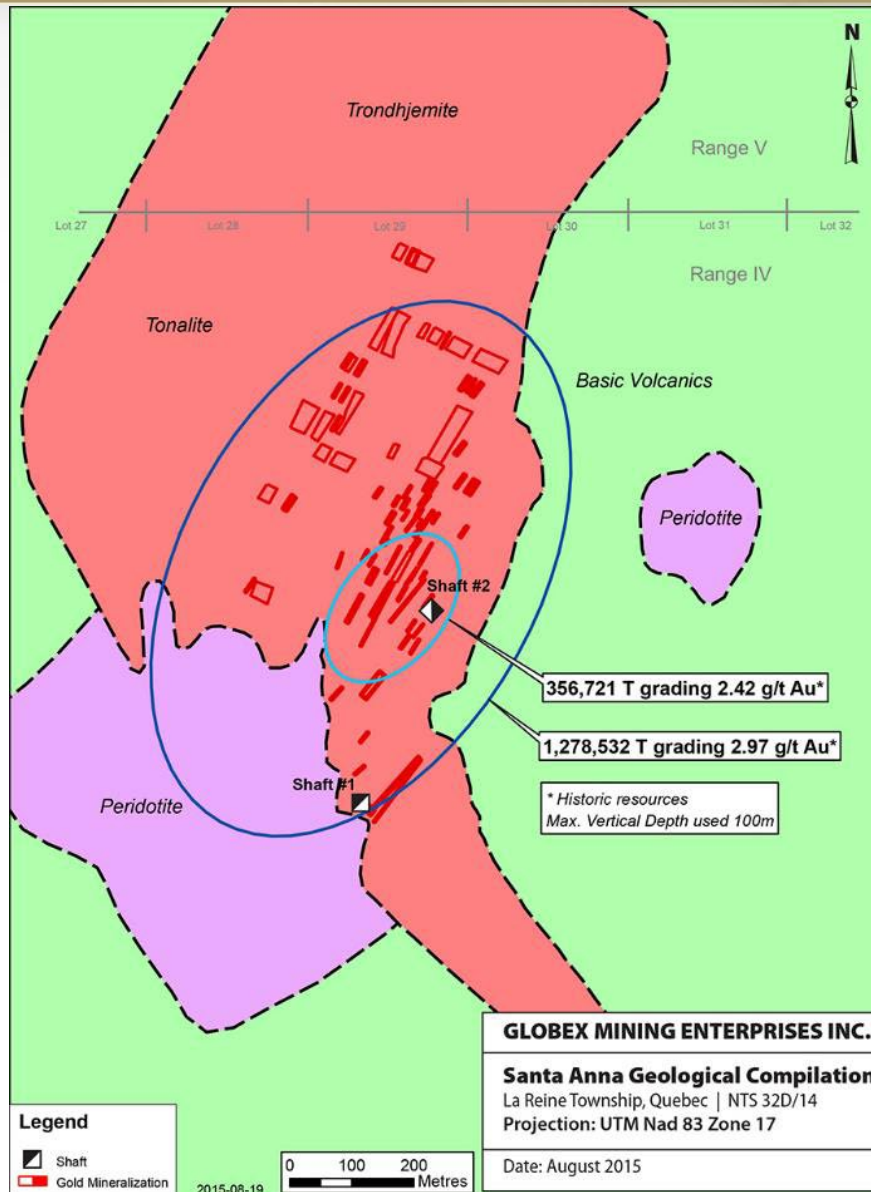 N
Trondhjemite
Range V
Lot 27
Lot 28
Lot 29
Lot 30
Lot 31
Lot 32
Range IV
Tonalite
Basic Volcanics
Peridotite
Shaft #2
356,721 T grading 2.42 g/t Au*
1,278,532 T grading 2.97 g/t Au*
Shaft #1
Peridotite
* Historic resources
Max. Vertical Depth used 100m
GLOBEX MINING ENTERPRISES INC.
Santa Anna Geological Compilation
La Reine Township, Quebec | NTS 32D/14
Projection: UTM Nad 83 Zone 17
Date: August 2015
Legend
Shaft
Gold Mineralization
2015-08-19
0 100 200
Metres